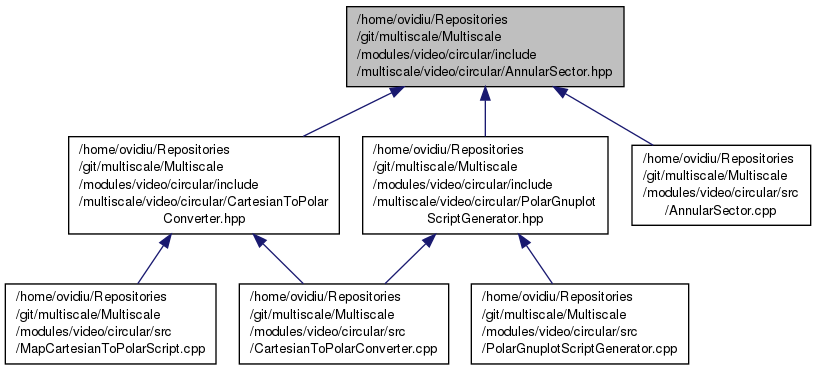 /home/ovidiu/Repositories
/git/multiscale/Multiscale
/modules/video/circular/include
/multiscale/video/circular/AnnularSector.hpp
/home/ovidiu/Repositories
/git/multiscale/Multiscale
/modules/video/circular/include
/multiscale/video/circular/CartesianToPolar
Converter.hpp
/home/ovidiu/Repositories
/git/multiscale/Multiscale
/modules/video/circular/include
/multiscale/video/circular/PolarGnuplot
ScriptGenerator.hpp
/home/ovidiu/Repositories
/git/multiscale/Multiscale
/modules/video/circular/src
/AnnularSector.cpp
/home/ovidiu/Repositories
/git/multiscale/Multiscale
/modules/video/circular/src
/MapCartesianToPolarScript.cpp
/home/ovidiu/Repositories
/git/multiscale/Multiscale
/modules/video/circular/src
/CartesianToPolarConverter.cpp
/home/ovidiu/Repositories
/git/multiscale/Multiscale
/modules/video/circular/src
/PolarGnuplotScriptGenerator.cpp